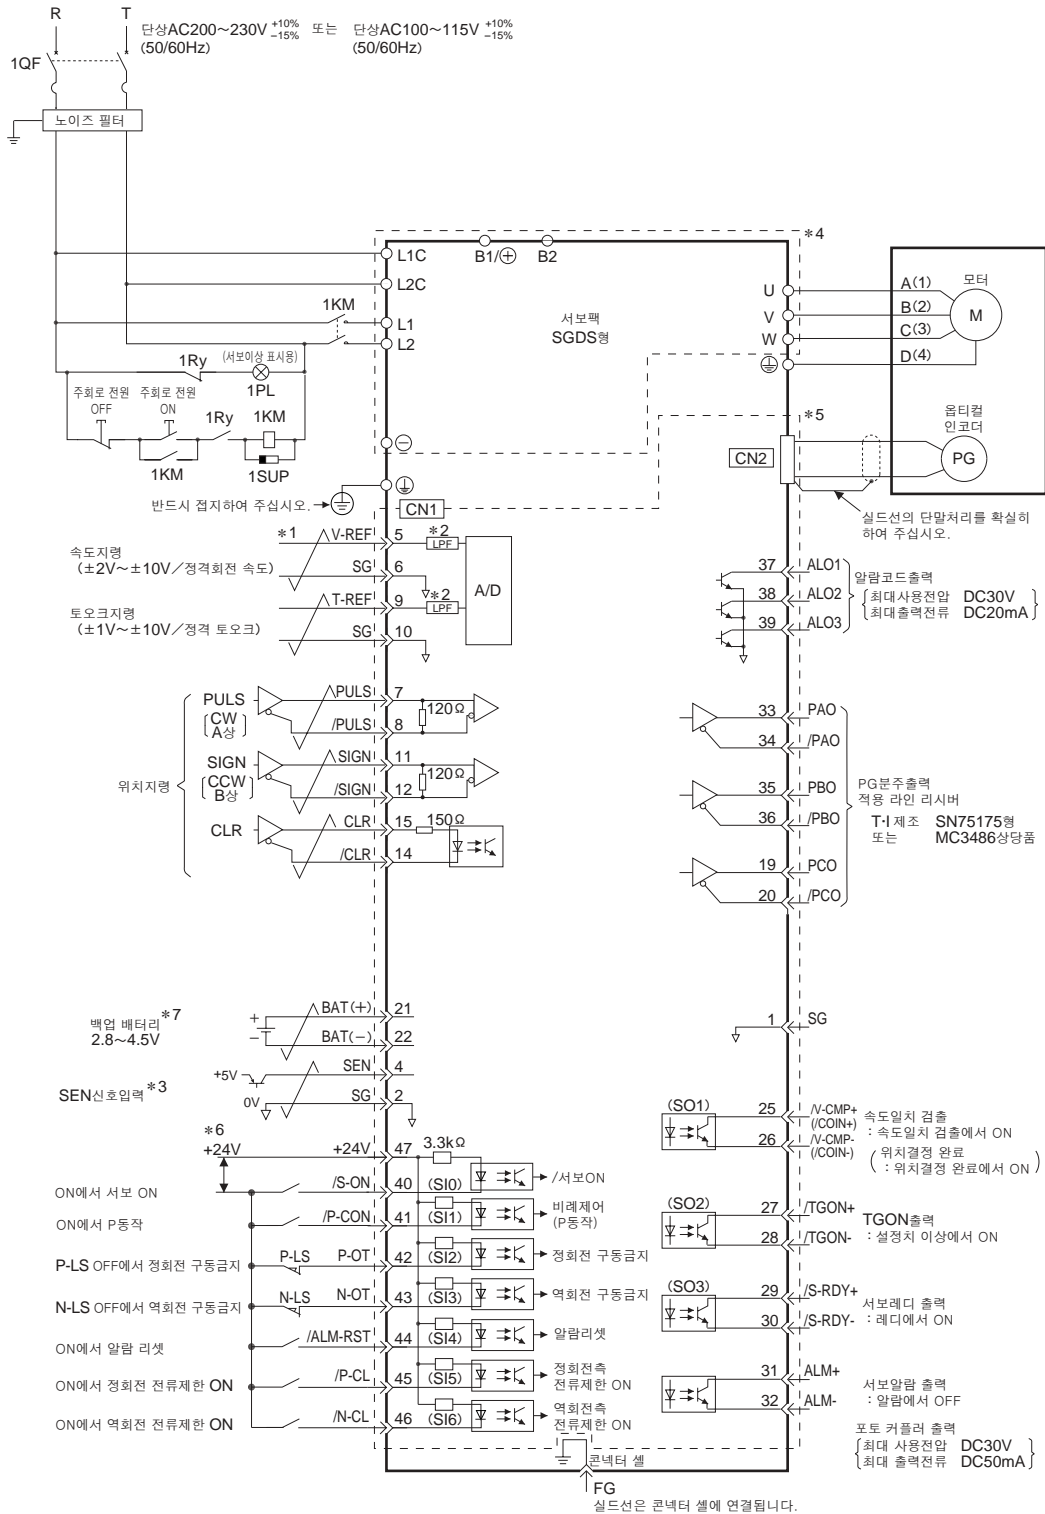 R
T
단상AC200～230V +10% −15% 또는 단상AC100～115V +10% −15%
(50/60Hz)
(50/60Hz)
1QF
노이즈 필터
*4
L1C
B1/⊕
B2
L2C
1KM
L1
L2
서보팩
SGDS형
U
V
W
A(1)
B(2)
C(3)
D(4)
모터
M
1Ry
(서보이상 표시용)
1PL
주회로 전원
OFF
주회로 전원
ON
1Ry
1KM
1KM
1SUP
*5
옵티컬
인코더
PG
CN2
반드시 접지하여 주십시오.
CN1
실드선의 단말처리를 확실히
하여 주십시오.
*1
V-REF
5
*2
LPF
속도지령
(±2V～±10V／정격회전 속도)
SG
6
A/D
T-REF
9
*2
LPF
토오크지령
(±1V～±10V／정격 토오크)
SG
10
37
ALO1
38
ALO2
39
ALO3
알람코드출력
최대사용전압 DC30V
최대출력전류 DC20mA
위치지령
PULS
CW
A상
PULS
7
/PULS
8
120Ω
SIGN
CCW
B상
SIGN
11
/SIGN
12
120Ω
CLR
CLR
15
150Ω
/CLR
14
33
PAO
34
/PAO
35
PBO
36
/PBO
19
PCO
20
/PCO
PG분주출력
적용 라인 리시버
T·I 제조 SN75175형
또는 MC3486상당품
백업 배터리*7
2.8～4.5V
+
−
BAT(+)
21
BAT(−)
22
1
SG
SEN신호입력*3
+5V
0V
SEN
4
SG
2
*6
+24V
+24V
47
3.3kΩ
ON에서 서보 ON
/S-ON
40
(SI0)
/서보ON
ON에서 P동작
/P-CON
41
(SI1)
비례제어
(P동작)
P-LS OFF에서 정회전 구동금지
P-LS
P-OT
42
(SI2)
정회전 구동금지
N-LS OFF에서 역회전 구동금지
N-LS
N-OT
43
(SI3)
역회전 구동금지
ON에서 알람 리셋
/ALM-RST
44
(SI4)
알람리셋
ON에서 정회전 전류제한 ON
/P-CL
45
(SI5)
정회전측
전류제한 ON
ON에서 역회전 전류제한 ON
/N-CL
46
(SI6)
역회전측
전류제한 ON
(SO1)
25
/V-CMP+
(/COIN+)
26
/V-CMP-
(/COIN-)
속도일치 검출
: 속도일치 검출에서 ON
(위치결정 완료
: 위치결정 완료에서 ON)
(SO2)
27
/TGON+
28
/TGON-
TGON출력
: 설정치 이상에서 ON
(SO3)
29
/S-RDY+
30
/S-RDY-
서보레디 출력
: 레디에서 ON
31
ALM+
32
ALM-
서보알람 출력
: 알람에서 OFF
포토 커플러 출력
최대 사용전압 DC30V
최대 출력전류 DC50mA
콘넥터 셸
FG
실드선은 콘넥터 셸에 연결됩니다.